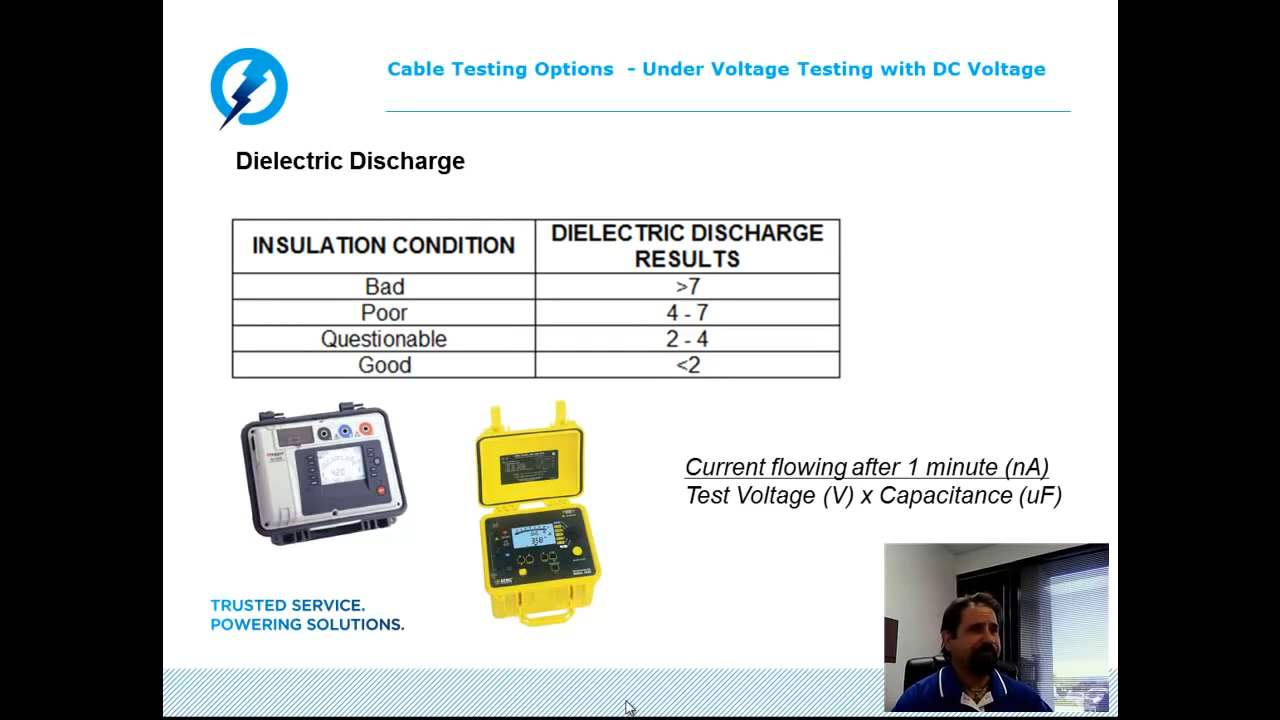 Cable Testing Options - Under Voltage Testing with DC Voltage
Dielectric Discharge
INSULATION CONDITION
DIELECTRIC DISCHARGE
RESULTS
Bad >7
Poor 4 - 7
Questionable 2 - 4
Good <2
Current flowing after 1 minute (nA)
Test Voltage (V) x Capacitance (uF)
TRUSTED SERVICE.
POWERING SOLUTIONS.